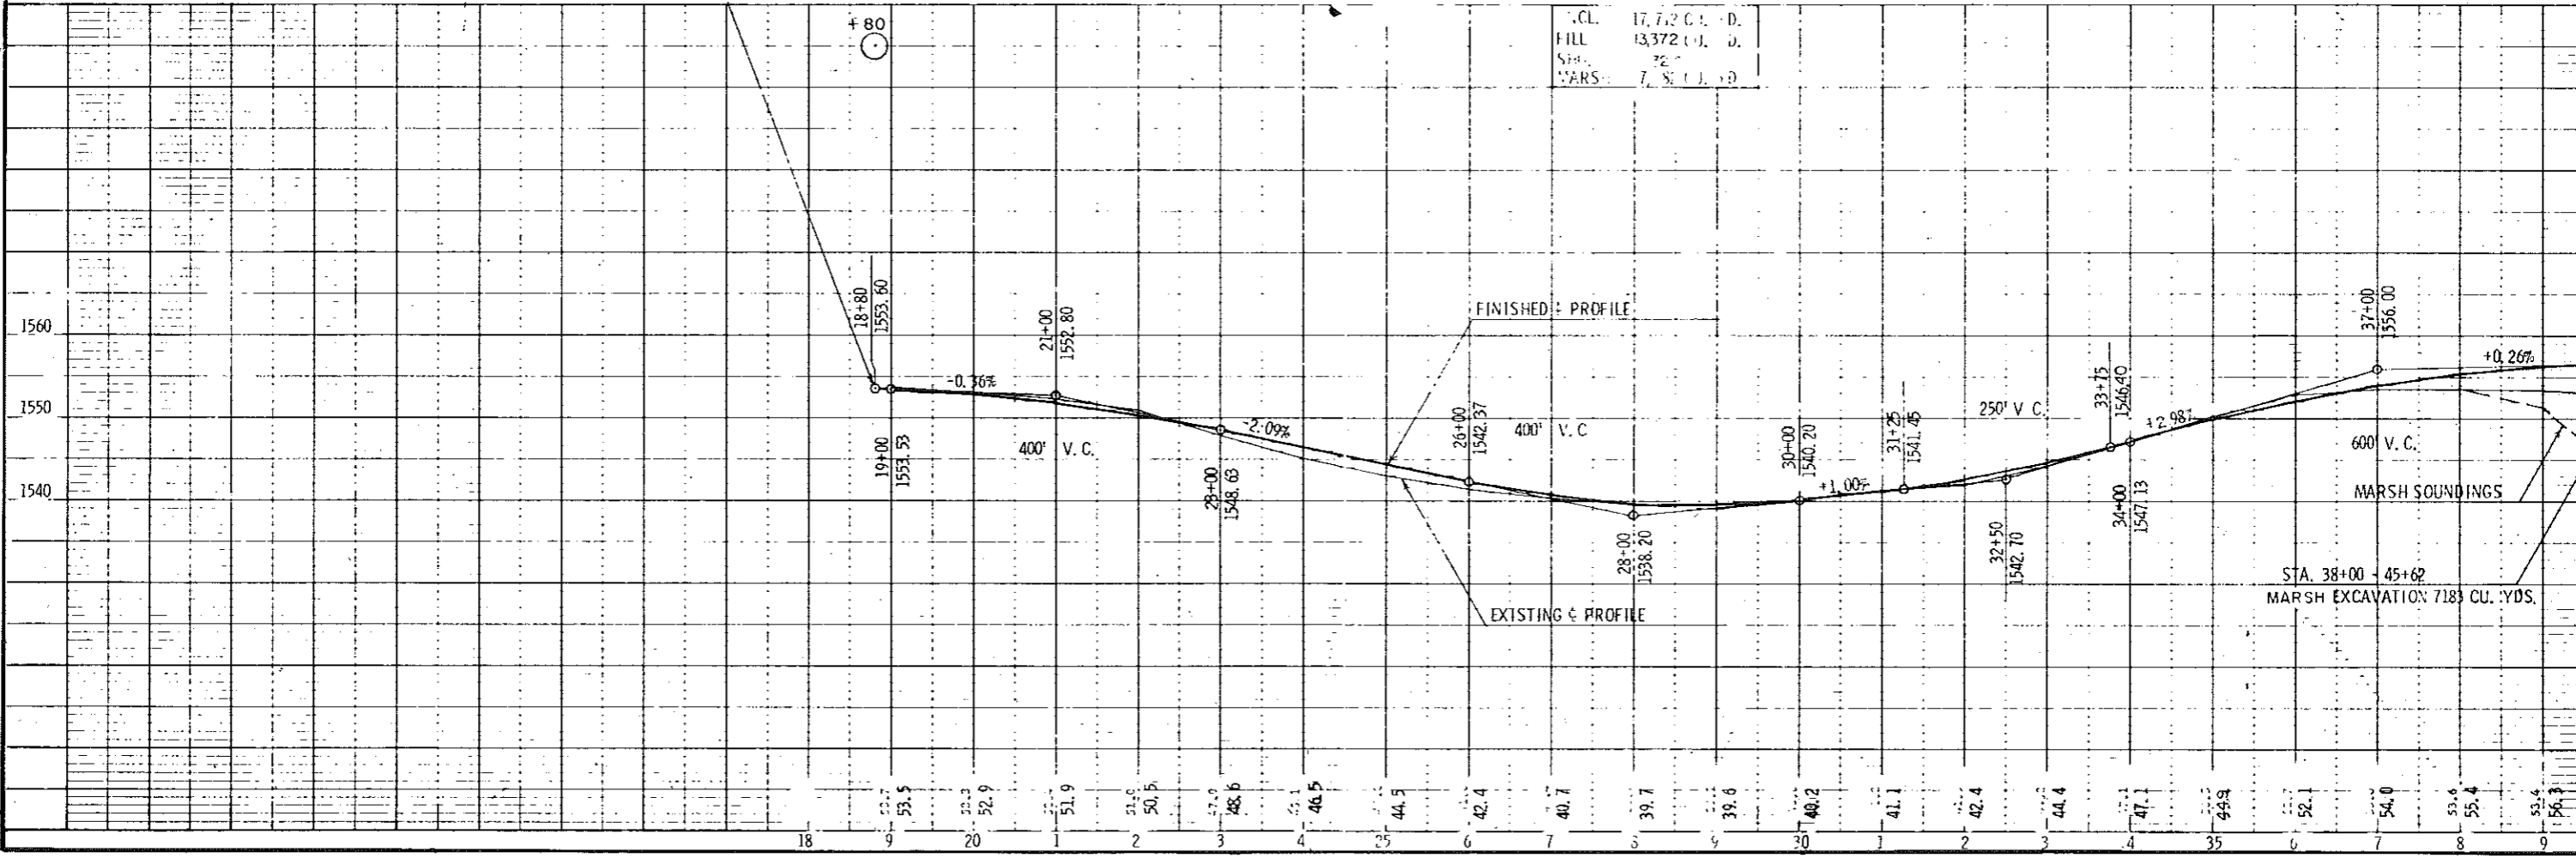 +80
FILL 13,372
1560
1550
1540
18+80
1553.60
19+00
1553.53
-0.36%
21+00
1552.80
400' V.C.
23+00
1548.63
-2.09%
FINISHED ℄ PROFILE
EXISTING ℄ PROFILE
26+00
1542.37
400' V.C
28+00
1538.20
30+00
1540.20
+1.00%
31+25
1541.45
250' V C.
32+50
1542.70
33+75
1546.40
34+00
1547.13
+2.98%
37+00
1556.00
600' V.C.
+0.26%
MARSH SOUNDINGS
STA. 38+00 - 45+62
MARSH EXCAVATION 7183 CU. YDS.
53.5 52.9 51.9 50.5 48.6 46.5 44.5 42.4 40.7 39.7 39.6 40.2 41.1 42.4 44.4 47.1 52.1 54.0 53.6 55.4 53.4 56.3
18 9 20 1 2 3 4 25 6 7 8 9 30 1 2 3 4 35 6 7 8 9